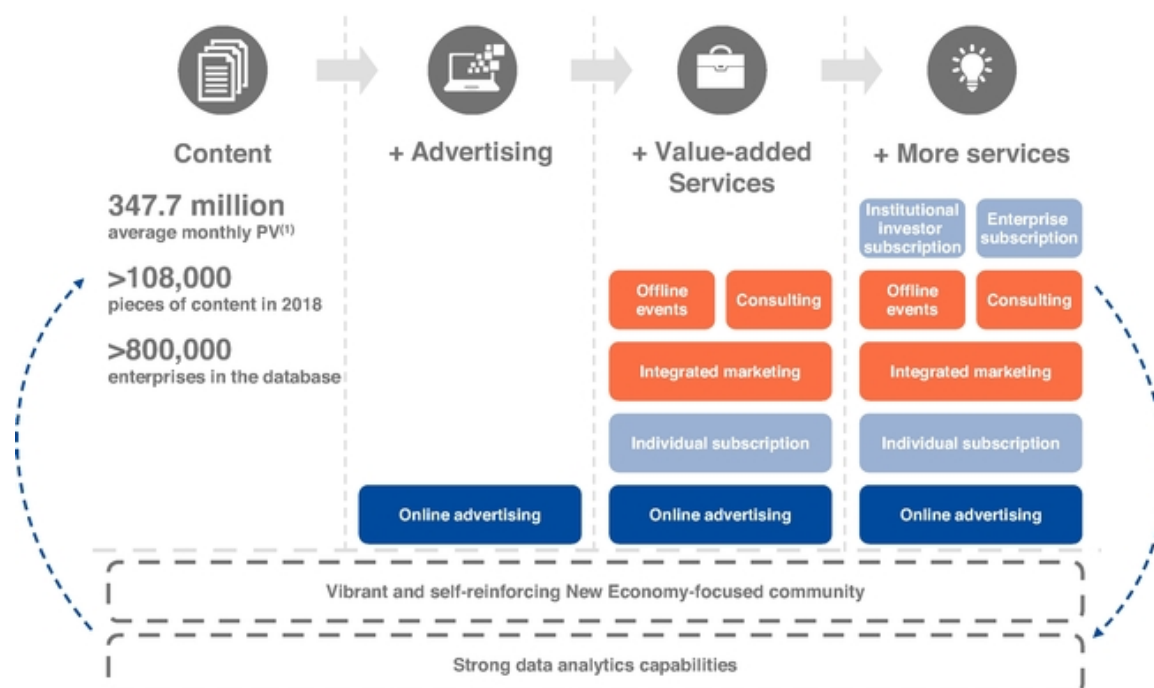 Content
347.7 million
average monthly PV(1)
>108,000
pieces of content in 2018
>800,000
enterprises in the database
+ Advertising
Online advertising
+ Value-added
Services
Offline
events
Consulting
Integrated marketing
Individual subscription
Online advertising
+ More services
Institutional
investor
subscription
Enterprise
subscription
Offline
events
Consulting
Integrated marketing
Individual subscription
Online advertising
Vibrant and self-reinforcing New Economy-focused community
Strong data analytics capabilities